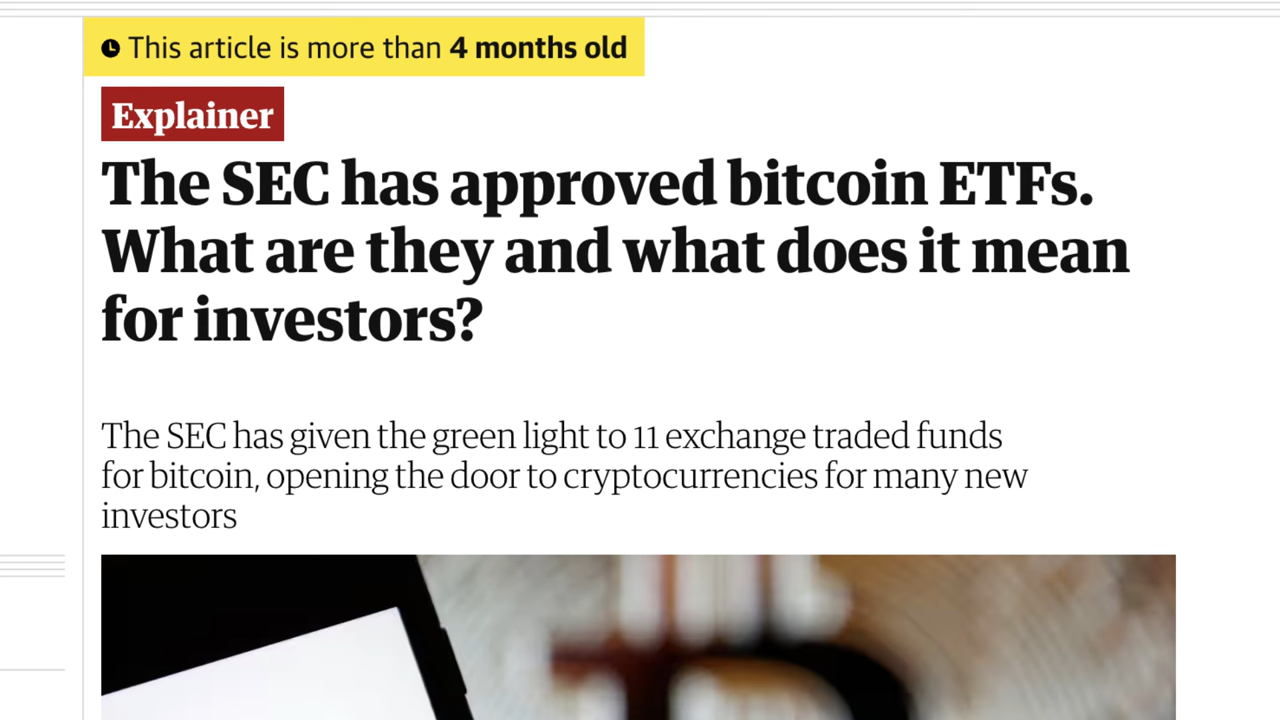 This article is more than 4 months old
Explainer
The SEC has approved bitcoin ETFs.
What are they and what does it mean
for investors?
The SEC has given the green light to 11 exchange traded funds
for bitcoin, opening the door to cryptocurrencies for many new
investors